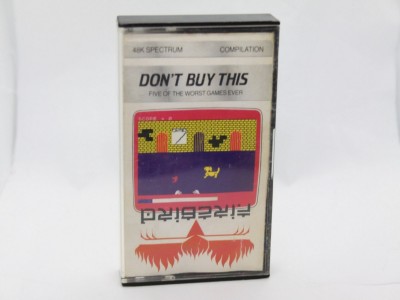 48K SPECTRUM COMPILATION
DON'T BUY THIS
FIVE OF THE WORST GAMES EVER
FIREBIRD